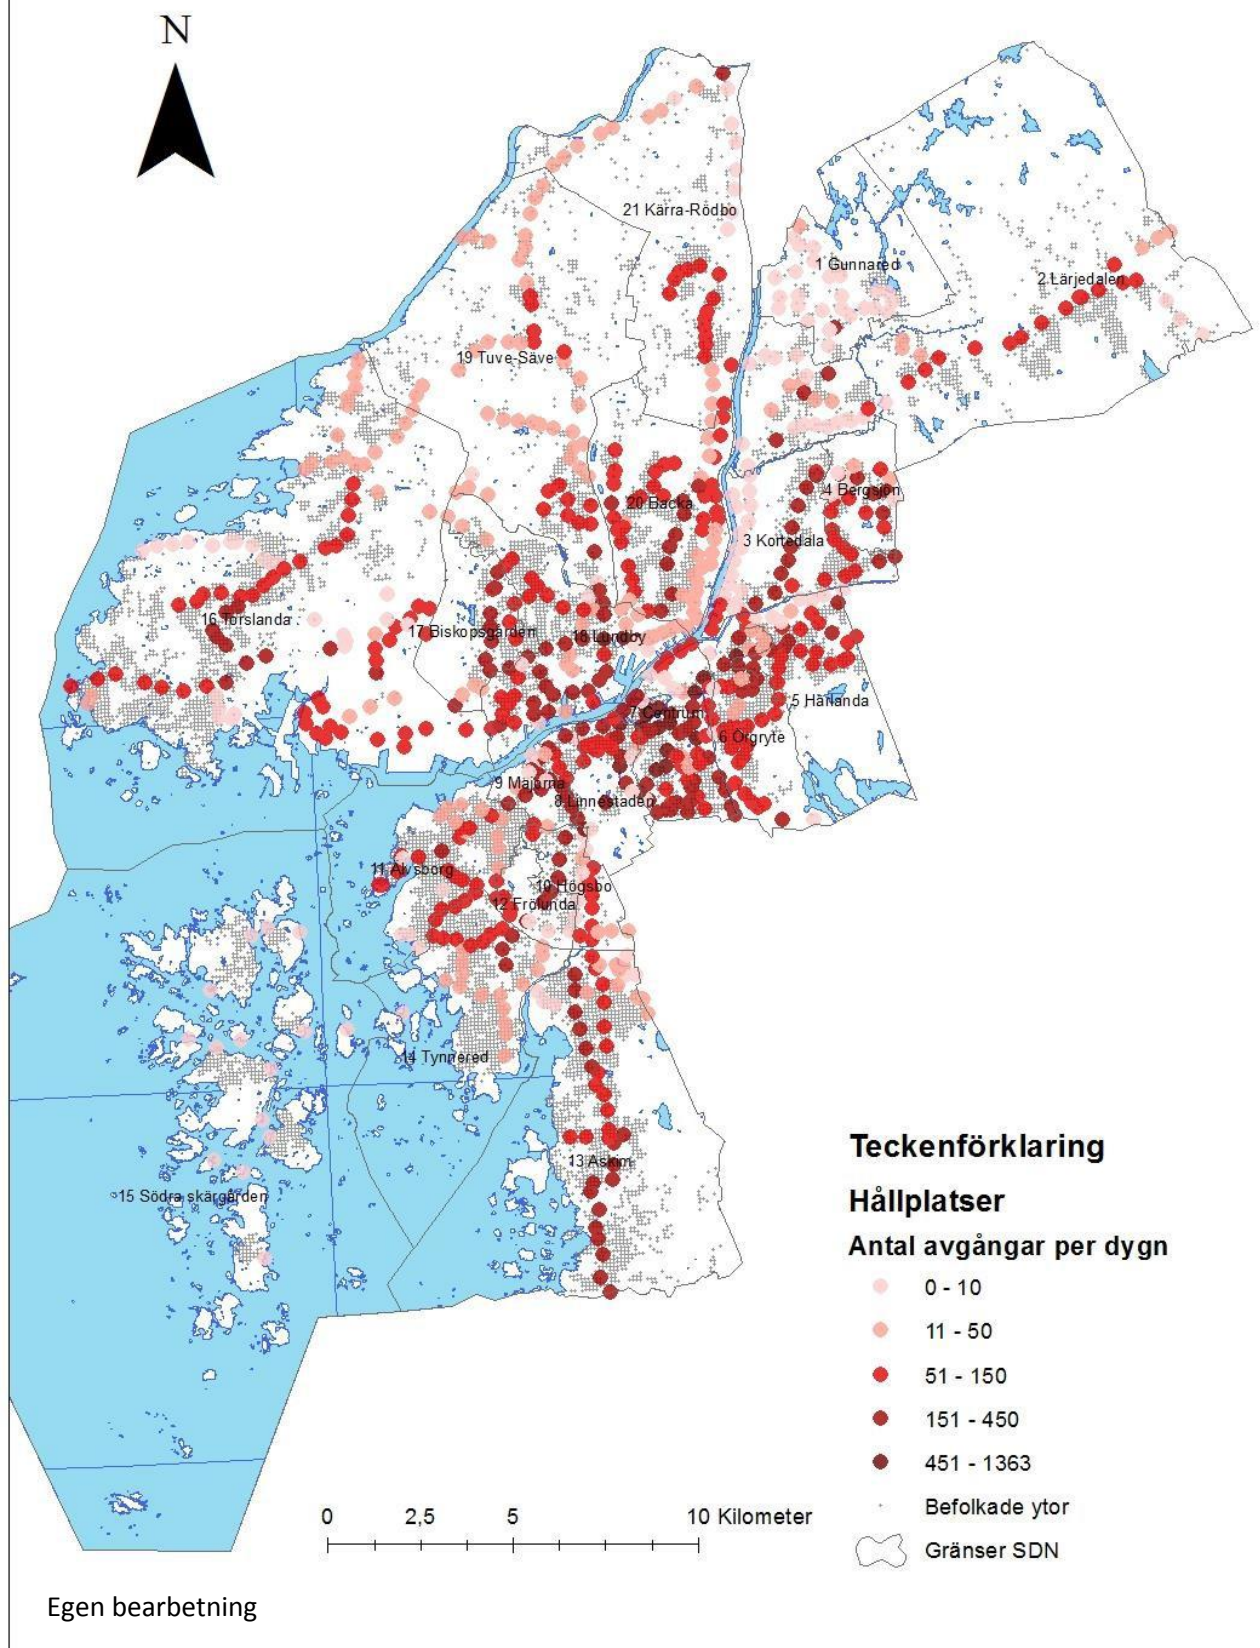 N
21 Kärra-Rödbo
1 Gunnared
2 Lärjedalen
19 Tuve-Säve
4 Bergsjön
20 Backa
3 Kortedala
16 Torslanda
17 Biskopsgården
18 Lundby
5 Härlanda
7 Centrum
6 Örgryte
9 Majorna
8 Linnestaden
11 Älvsborg
10 Högsbo
12 Frölunda
14 Tynnered
13 Askim
15 Södra skärgården
Teckenförklaring
Hållplatser
Antal avgångar per dygn
0 - 10
11 - 50
51 - 150
151 - 450
451 - 1363
Befolkade ytor
Gränser SDN
0 2,5 5 10 Kilometer
Egen bearbetning